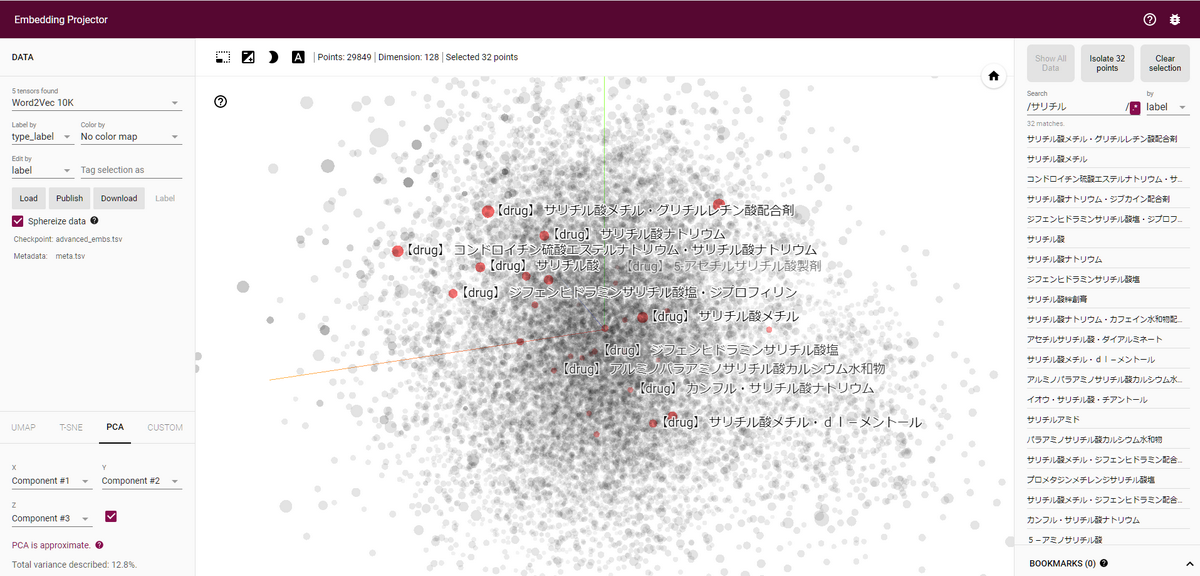 Embedding Projector
DATA
5 tensors found
Word2Vec 10K
Label by
Color by
type_label
No color map
Edit by
label
Tag selection as
Load
Publish
Download
Label
Sphereize data
Checkpoint: advanced_embs.tsv
Metadata: meta.tsv
UMAP
T-SNE
PCA
CUSTOM
X
Y
Component #1
Component #2
Z
Component #3
PCA is approximate.
Total variance described: 12.8%.
A
Points: 29849
Dimension: 128
Selected 32 points
【drug】 サリチル酸メチル・グリチルレチン酸配合剤
【drug】 サリチル酸ナトリウム
【drug】 コンドロイチン硫酸エステルナトリウム・サリチル酸ナトリウム
【drug】 サリチル酸
【drug】 5-アセチルサリチル酸製剤
【drug】 ジフェンヒドラミンサリチル酸塩・ジプロフィリン
【drug】 サリチル酸メチル
【drug】 ジフェンヒドラミンサリチル酸塩
【drug】 アルミノパラアミノサリチル酸カルシウム水和物
【drug】 カンフル・サリチル酸ナトリウム
【drug】 サリチル酸メチル・ｄｌ－メントール
Show All Data
Isolate 32 points
Clear selection
Search
by
/サリチル
/
.*
label
32 matches.
サリチル酸メチル・グリチルレチン酸配合剤
サリチル酸メチル
コンドロイチン硫酸エステルナトリウム・サ...
サリチル酸ナトリウム・ジブカイン配合剤
ジフェンヒドラミンサリチル酸塩・ジプロフ...
サリチル酸
サリチル酸ナトリウム
ジフェンヒドラミンサリチル酸塩
サリチル酸絆創膏
サリチル酸ナトリウム・カフェイン水和物配...
アセチルサリチル酸・ダイアルミネート
サリチル酸メチル・ｄｌ－メントール
アルミノパラアミノサリチル酸カルシウム水...
イオウ・サリチル酸・チアントール
サリチルアミド
パラアミノサリチル酸カルシウム水和物
サリチル酸メチル・ジフェンヒドラミン配合...
プロメタジンメチレンジサリチル酸塩
サリチル酸メチル・ジフェンヒドラミン配合...
カンフル・サリチル酸ナトリウム
５－アミノサリチル酸
BOOKMARKS (0)